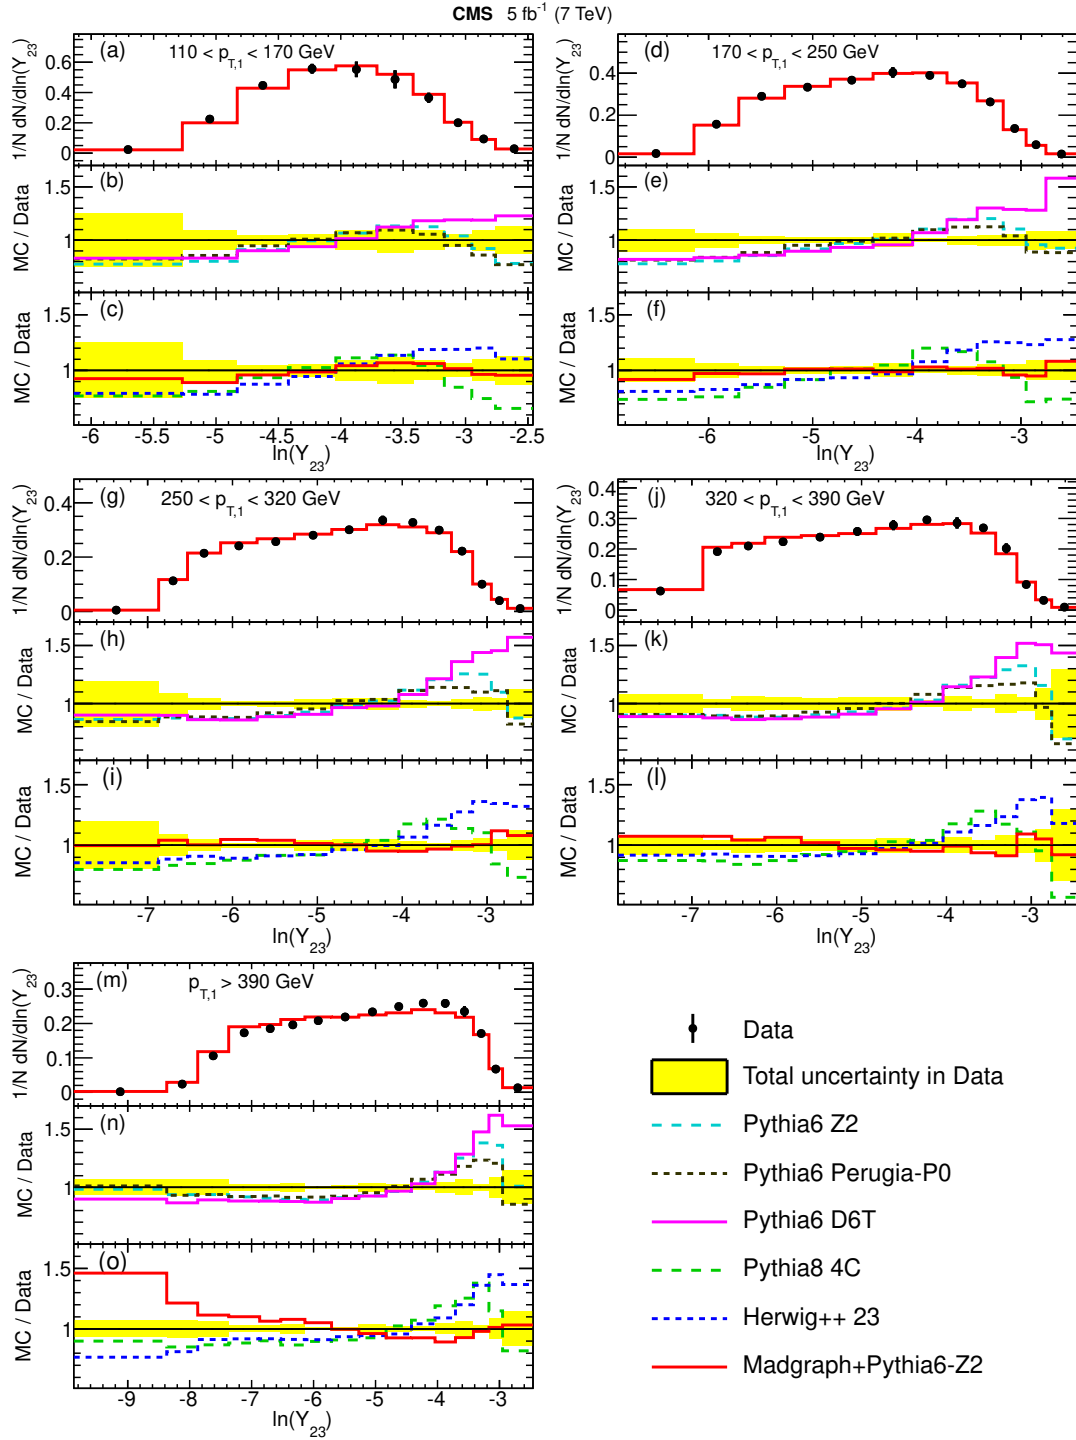 CMS 5 fb⁻¹ (7 TeV)
(a) 110 < p_T,1 < 170 GeV
1/N dN/dln(Y_23)
0.6
0.4
0.2
0
(b)
MC / Data
1.5
1
(c)
MC / Data
1.5
1
-6 -5.5 -5 -4.5 -4 -3.5 -3 -2.5
ln(Y_23)
(d) 170 < p_T,1 < 250 GeV
1/N dN/dln(Y_23)
0.4
0.2
0
(e)
MC / Data
1.5
1
(f)
MC / Data
1.5
1
-6 -5 -4 -3
ln(Y_23)
(g) 250 < p_T,1 < 320 GeV
1/N dN/dln(Y_23)
0.4
0.2
0
(h)
MC / Data
1.5
1
(i)
MC / Data
1.5
1
-7 -6 -5 -4 -3
ln(Y_23)
(j) 320 < p_T,1 < 390 GeV
1/N dN/dln(Y_23)
0.4
0.3
0.2
0.1
0
(k)
MC / Data
1.5
1
(l)
MC / Data
1.5
1
-7 -6 -5 -4 -3
ln(Y_23)
(m) p_T,1 > 390 GeV
1/N dN/dln(Y_23)
0.3
0.2
0.1
0
(n)
MC / Data
1.5
1
(o)
MC / Data
1.5
1
-9 -8 -7 -6 -5 -4 -3
ln(Y_23)
Data
Total uncertainty in Data
Pythia6 Z2
Pythia6 Perugia-P0
Pythia6 D6T
Pythia8 4C
Herwig++ 23
Madgraph+Pythia6-Z2